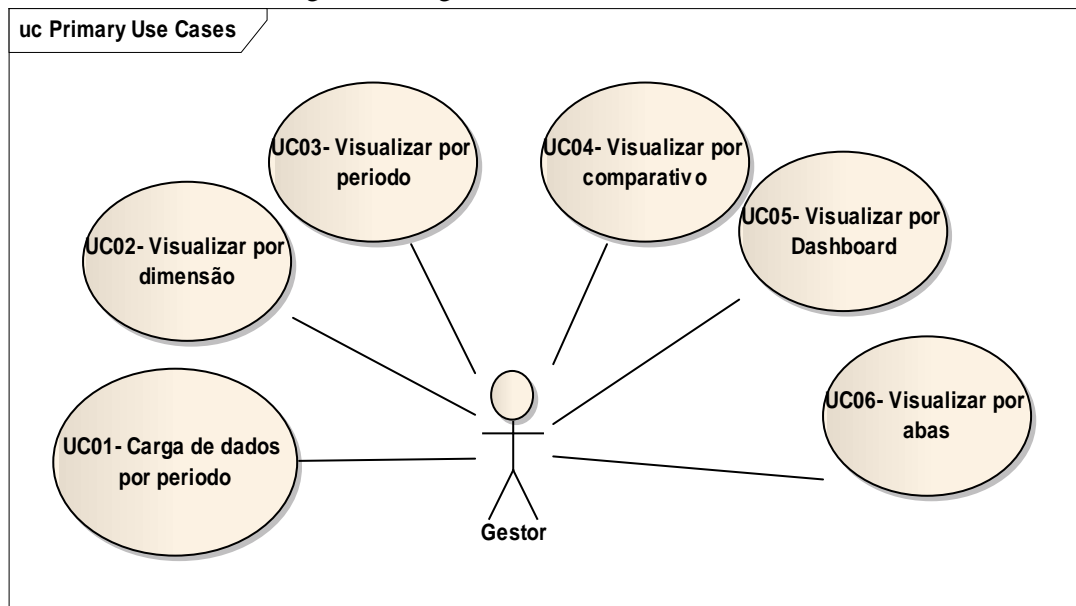 uc Primary Use Cases
UC03- Visualizar por
periodo
UC04- Visualizar por
comparativo
UC02- Visualizar por
dimensão
UC05- Visualizar por
Dashboard
UC01- Carga de dados
por periodo
UC06- Visualizar por
abas
Gestor